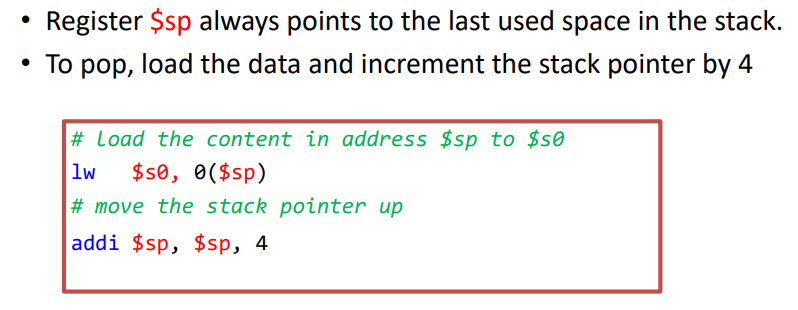 • Register $sp always points to the last used space in the stack.
• To pop, load the data and increment the stack pointer by 4
# Load the content in address $sp to $s0
lw $s0, 0($sp)
# move the stack pointer up
addi $sp, $sp, 4